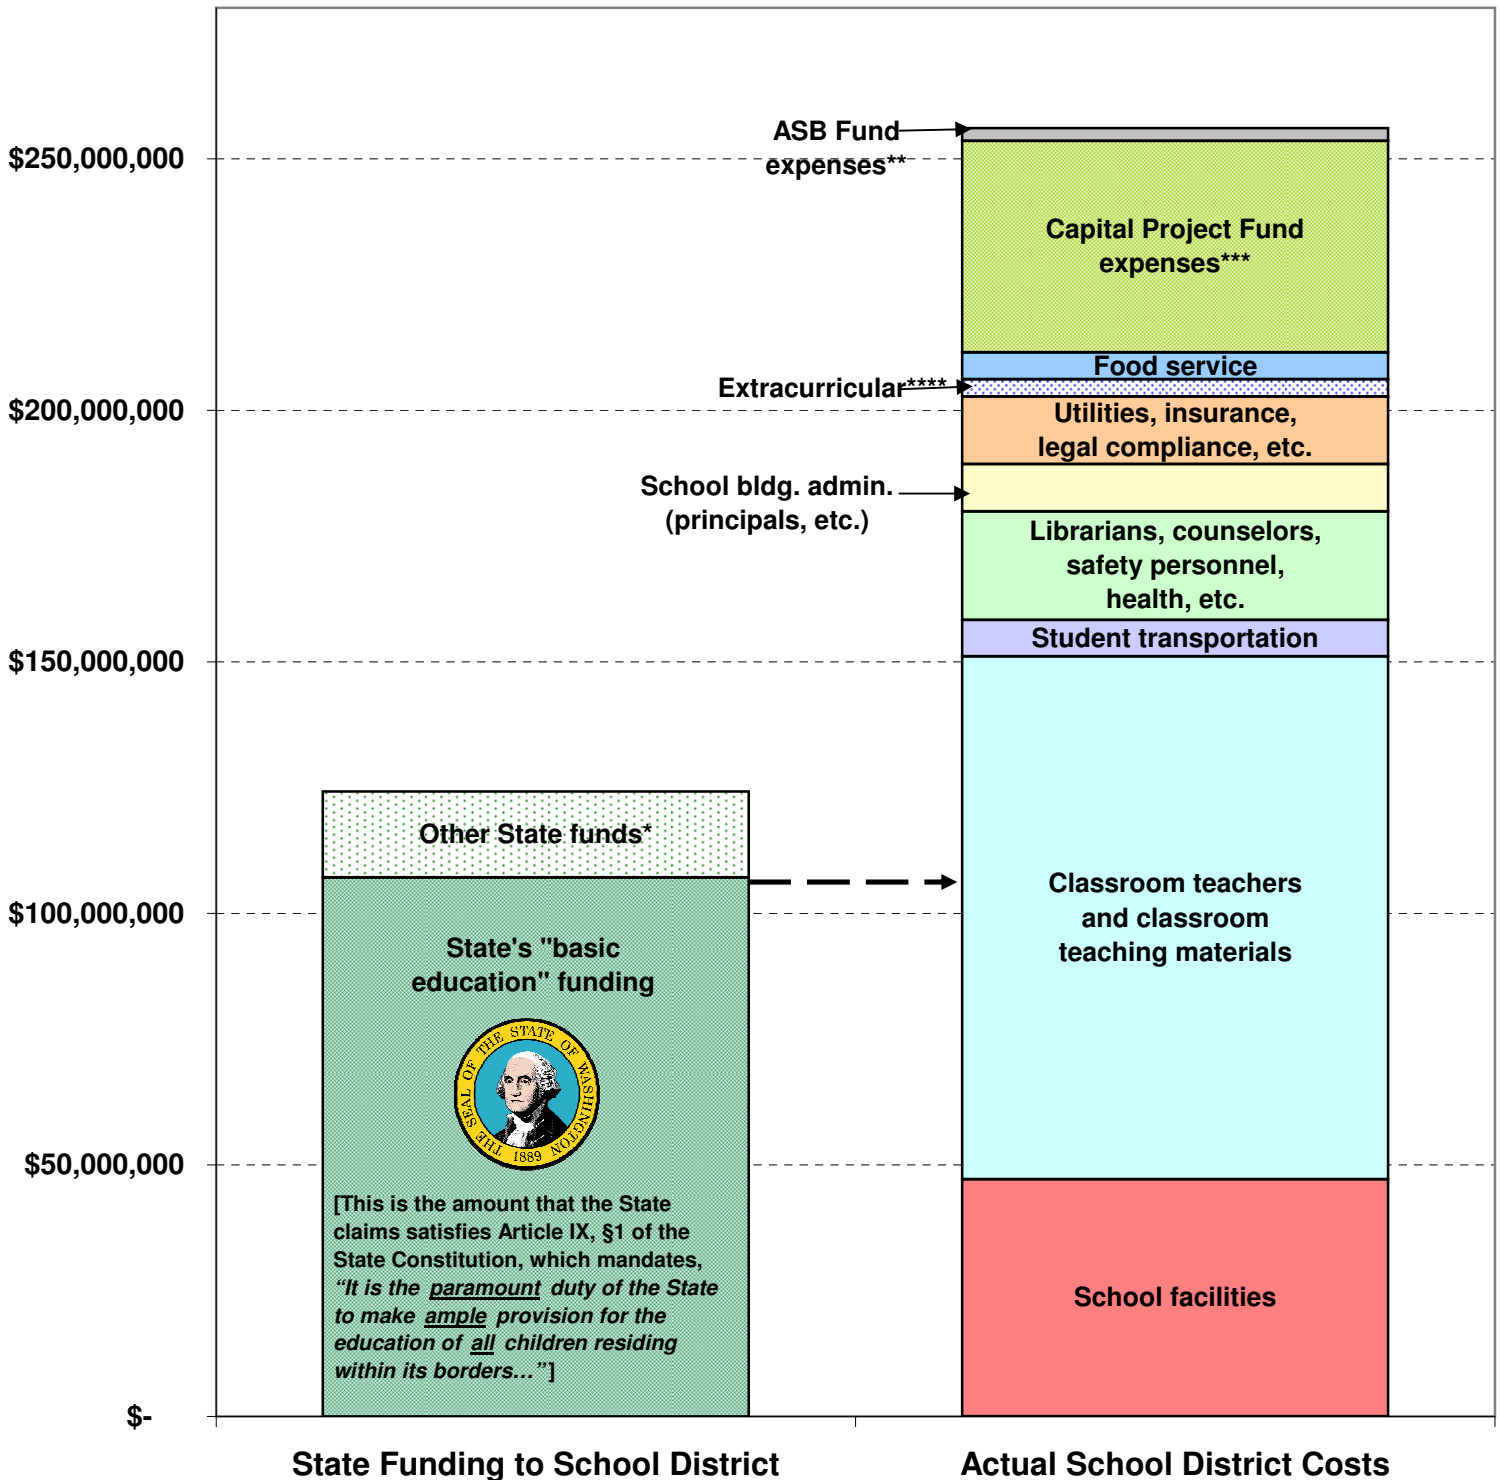 $250,000,000
$200,000,000
$150,000,000
$100,000,000
$50,000,000
$-
ASB Fund
expenses**
Capital Project Fund
expenses***
Food service
Extracurricular****
Utilities, insurance,
legal compliance, etc.
School bldg. admin.
(principals, etc.)
Librarians, counselors,
safety personnel,
health, etc.
Student transportation
Other State funds*
Classroom teachers
and classroom
teaching materials
State's "basic
education" funding
THE SEAL OF THE STATE OF WASHINGTON
1889
[This is the amount that the State
claims satisfies Article IX, §1 of the
State Constitution, which mandates,
“It is the paramount duty of the State
to make ample provision for the
education of all children residing
within its borders…”]
School facilities
State Funding to School District
Actual School District Costs